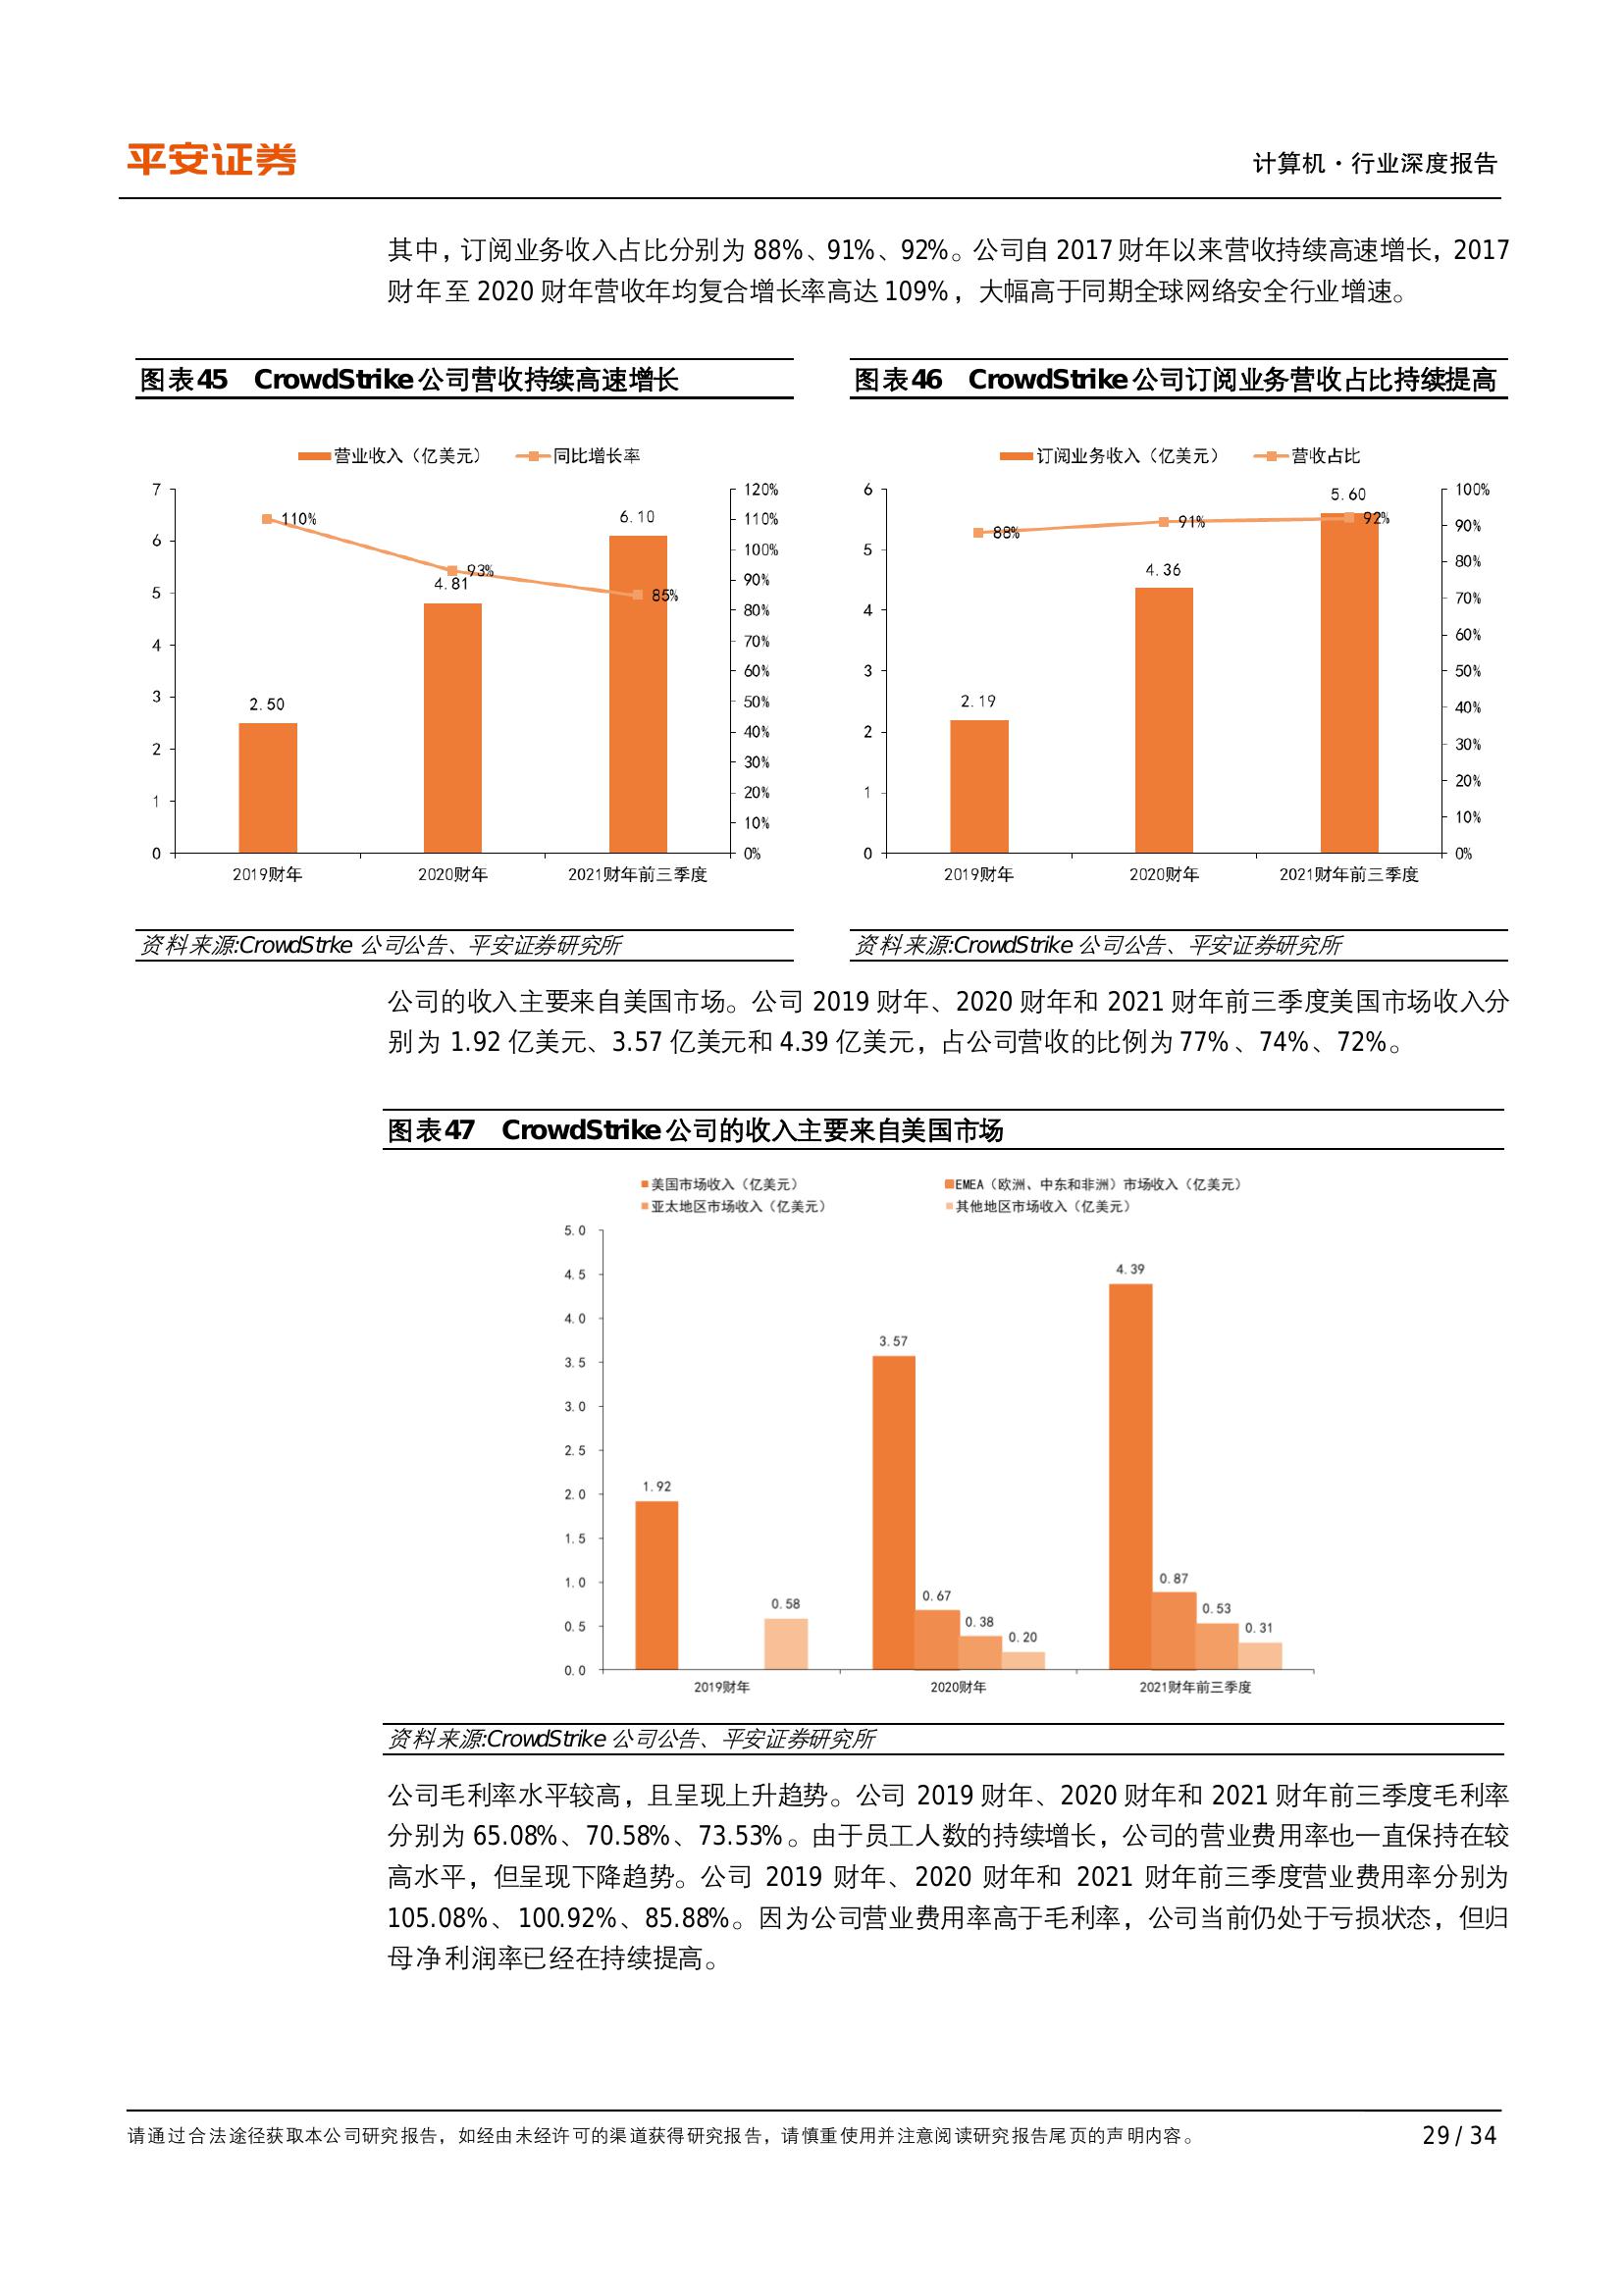 平安证券
计算机·行业深度报告
其中，订阅业务收入占比分别为 88%、91%、92%。公司自 2017 财年以来营收持续高速增长，2017
财年至 2020 财年营收年均复合增长率高达 109%，大幅高于同期全球网络安全行业增速。
图表45 CrowdStrike 公司营收持续高速增长
营业收入（亿美元） 同比增长率
7
6
5
4
3
2
1
0
120%
110%
100%
90%
80%
70%
60%
50%
40%
30%
20%
10%
0%
110%
93%
85%
2.50
4.81
6.10
2019财年 2020财年 2021财年前三季度
资料来源:CrowdStrke 公司公告、平安证券研究所
图表46 CrowdStrike 公司订阅业务营收占比持续提高
订阅业务收入（亿美元） 营收占比
6
5
4
3
2
1
0
100%
90%
80%
70%
60%
50%
40%
30%
20%
10%
0%
88%
91%
92%
2.19
4.36
5.60
2019财年 2020财年 2021财年前三季度
资料来源:CrowdStrike 公司公告、平安证券研究所
公司的收入主要来自美国市场。公司 2019 财年、2020 财年和 2021 财年前三季度美国市场收入分
别为 1.92 亿美元、3.57 亿美元和 4.39 亿美元，占公司营收的比例为 77%、74%、72%。
图表47 CrowdStrike 公司的收入主要来自美国市场
美国市场收入（亿美元） EMEA（欧洲、中东和非洲）市场收入（亿美元）
亚太地区市场收入（亿美元） 其他地区市场收入（亿美元）
5.0
4.5
4.0
3.5
3.0
2.5
2.0
1.5
1.0
0.5
0.0
1.92
0.58
3.57
0.67
0.38
0.20
4.39
0.87
0.53
0.31
2019财年 2020财年 2021财年前三季度
资料来源:CrowdStrike 公司公告、平安证券研究所
公司毛利率水平较高，且呈现上升趋势。公司 2019 财年、2020 财年和 2021 财年前三季度毛利率
分别为 65.08%、70.58%、73.53%。由于员工人数的持续增长，公司的营业费用率也一直保持在较
高水平，但呈现下降趋势。公司 2019 财年、2020 财年和 2021 财年前三季度营业费用率分别为
105.08%、100.92%、85.88%。因为公司营业费用率高于毛利率，公司当前仍处于亏损状态，但归
母净利润率已经在持续提高。
请通过合法途径获取本公司研究报告，如经由未经许可的渠道获得研究报告，请慎重使用并注意阅读研究报告尾页的声明内容。
29 / 34